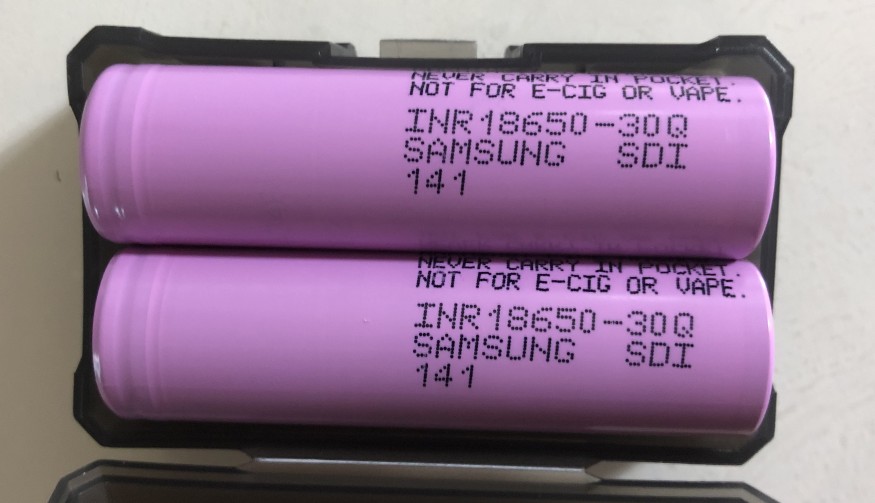 NEVER CARRY IN POCKET.
NOT FOR E-CIG OR VAPE.
INR18650-30Q
SAMSUNG SDI
141
NEVER CARRY IN POCKET.
NOT FOR E-CIG OR VAPE.
INR18650-30Q
SAMSUNG SDI
141